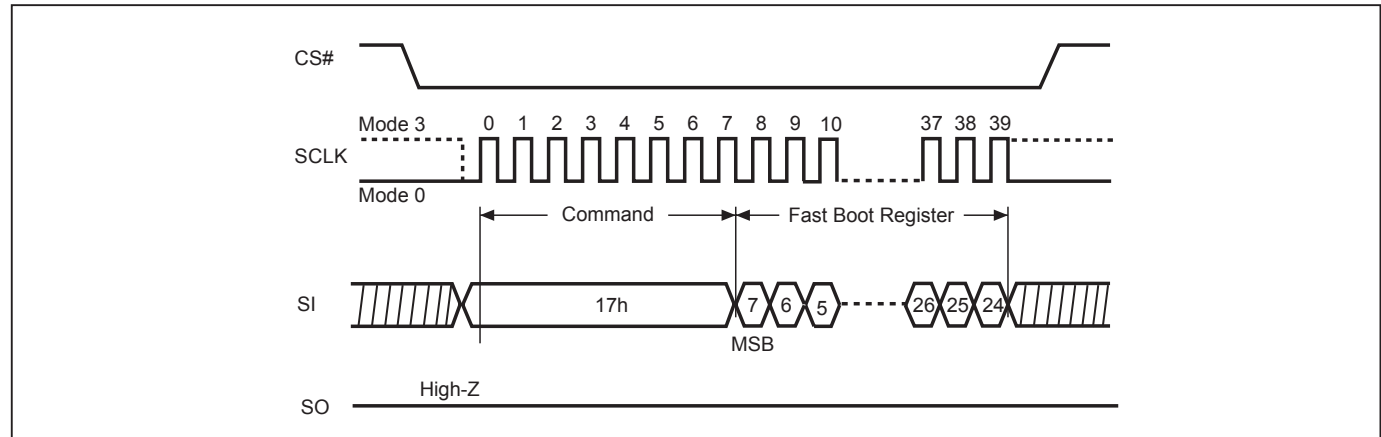 CS#
Mode 3 0 1 2 3 4 5 6 7 8 9 10 37 38 39
SCLK
Mode 0
Command Fast Boot Register
SI 17h 7 6 5 26 25 24
MSB
High-Z
SO